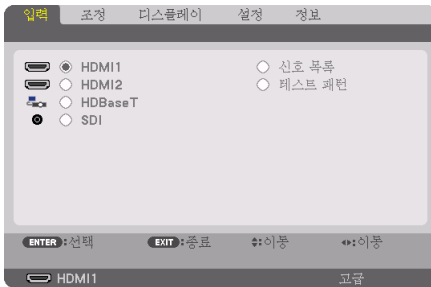 입력 조정 디스플레이 설정 정보
HDMI1 신호 목록
HDMI2 테스트 패턴
HDBaseT
SDI
ENTER:선택 EXIT:종료 :이동 :이동
HDMI1 고급